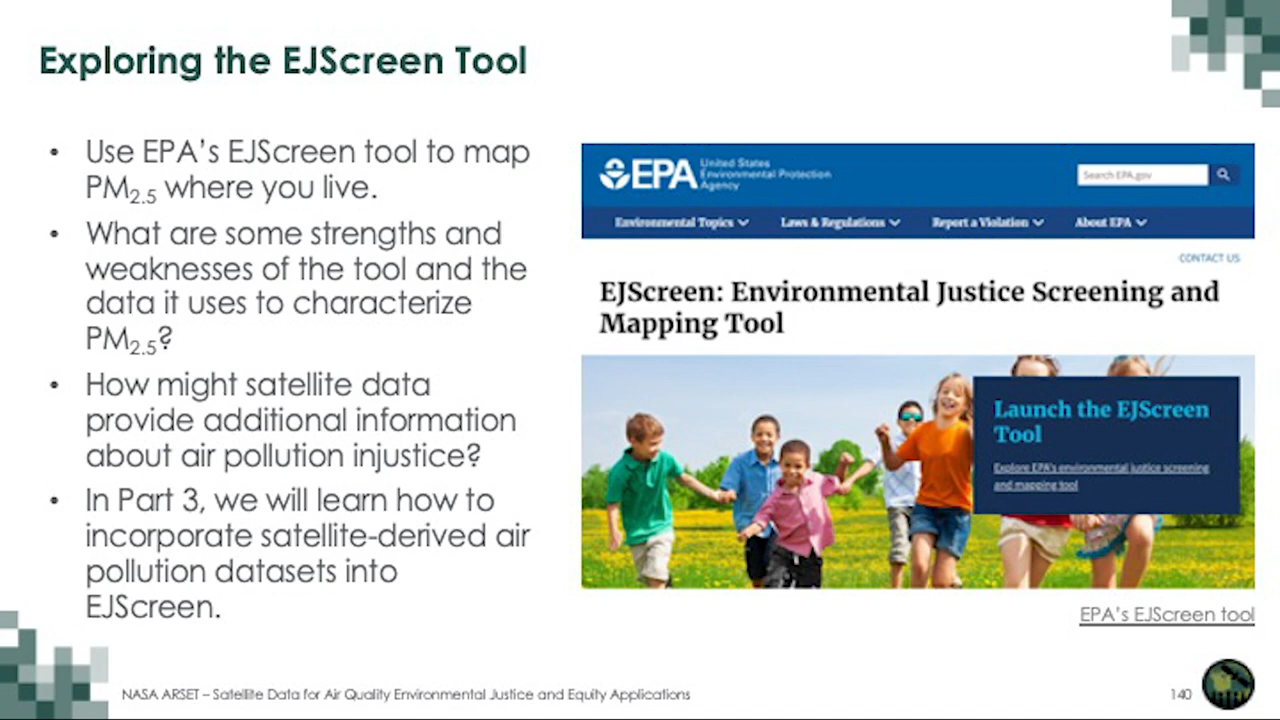 Exploring the EJScreen Tool
• Use EPA's EJScreen tool to map
PM2.5 where you live.
• What are some strengths and
weaknesses of the tool and the
data it uses to characterize
PM2.5?
• How might satellite data
provide additional information
about air pollution injustice?
• In Part 3, we will learn how to
incorporate satellite-derived air
pollution datasets into
EJScreen.
EPA
United States
Environmental Protection
Agency
Search EPA.gov
Environmental Topics
Laws & Regulations
Report a Violation
About EPA
CONTACT US
EJScreen: Environmental Justice Screening and
Mapping Tool
Launch the EJScreen
Tool
Explore EPA's environmental justice screening
and mapping tool
EPA's EJScreen tool
NASA ARSET – Satellite Data for Air Quality Environmental Justice and Equity Applications
140